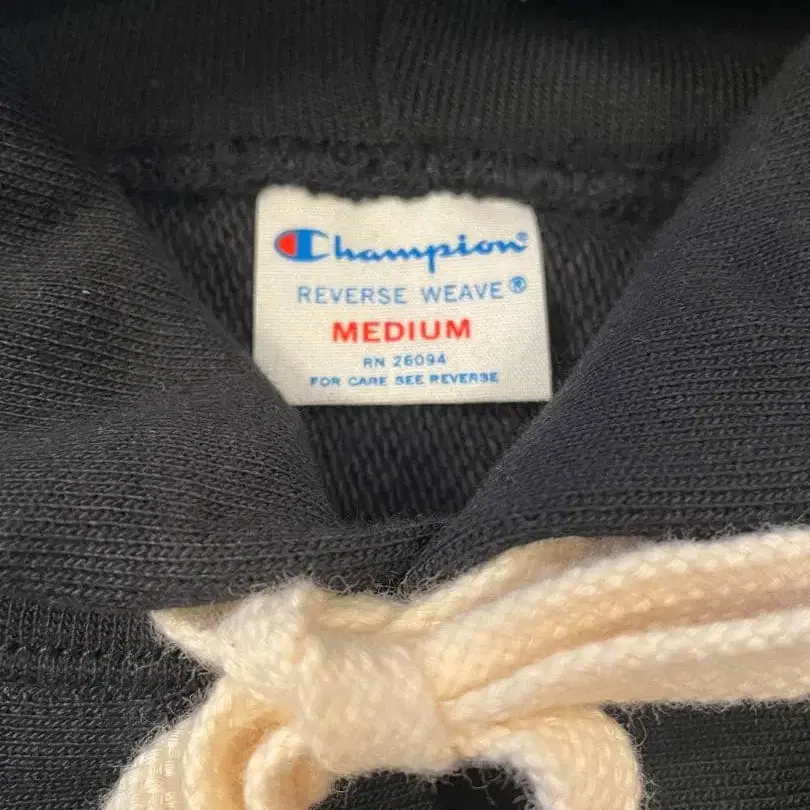 Champion®
REVERSE WEAVE®
MEDIUM
RN 26094
FOR CARE SEE REVERSE